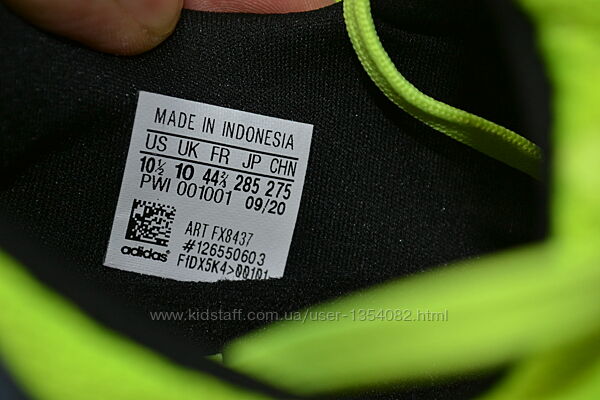 MADE IN INDONESIA
US UK FR JP CHN
10½ 10 44⅔ 285 275
PWI 001001 09/20
ART FX8437
#126550603
F1DX5K4>00101
adidas
www.kidstaff.com.ua/user-1354082.html